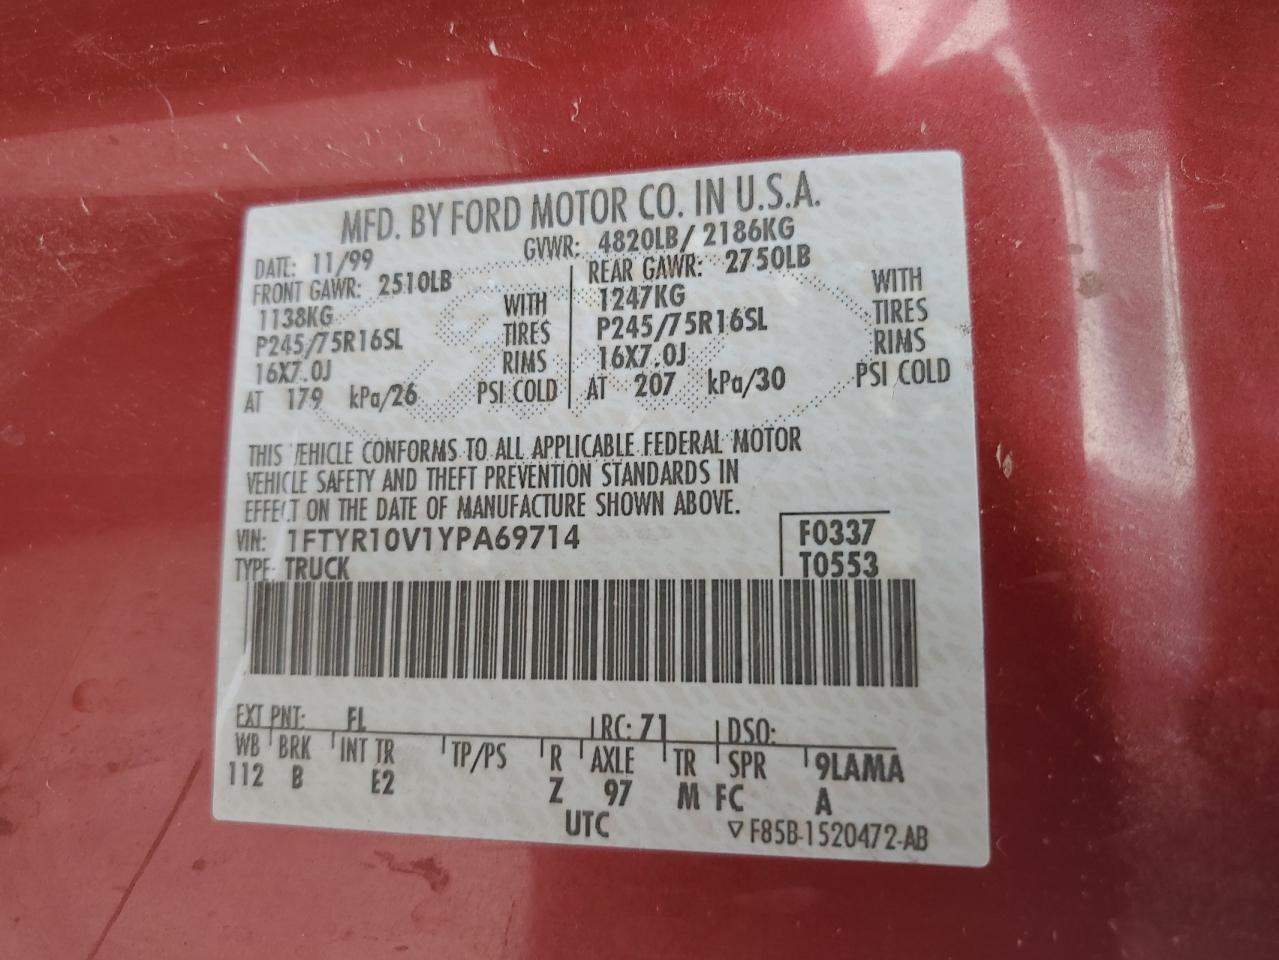 MFD. BY FORD MOTOR CO. IN U.S.A.
DATE: 11/99 GVWR: 4820LB/ 2186KG
FRONT GAWR: 2510LB REAR GAWR: 2750LB
1138KG WITH 1247KG WITH
P245/75R16SL TIRES P245/75R16SL TIRES
16X7.0J RIMS 16X7.0J RIMS
AT 179 kPa/26 PSI COLD AT 207 kPa/30 PSI COLD
THIS VEHICLE CONFORMS TO ALL APPLICABLE FEDERAL MOTOR
VEHICLE SAFETY AND THEFT PREVENTION STANDARDS IN
EFFECT ON THE DATE OF MANUFACTURE SHOWN ABOVE.
VIN: 1FTYR10V1YPA69714 F0337
TYPE: TRUCK T0553
EXT PNT: FL RC: 71 DSO:
WB BRK INT TR TP/PS R AXLE TR SPR 9LAMA
112 B E2 Z 97 M FC A
UTC ▽F85B-1520472-AB